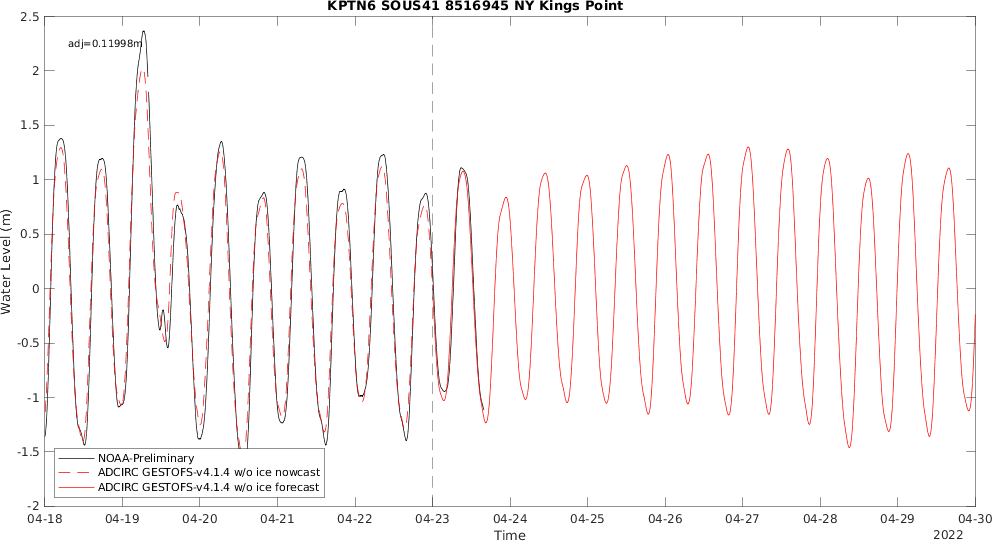 KPTN6 SOUS41 8516945 NY Kings Point
adj=0.11998m
2.5
2
1.5
1
0.5
0
-0.5
-1
-1.5
-2
Water Level (m)
NOAA-Preliminary
ADCIRC GESTOFS-v4.1.4 w/o ice nowcast
ADCIRC GESTOFS-v4.1.4 w/o ice forecast
04-18 04-19 04-20 04-21 04-22 04-23 04-24 04-25 04-26 04-27 04-28 04-29 04-30
Time
2022